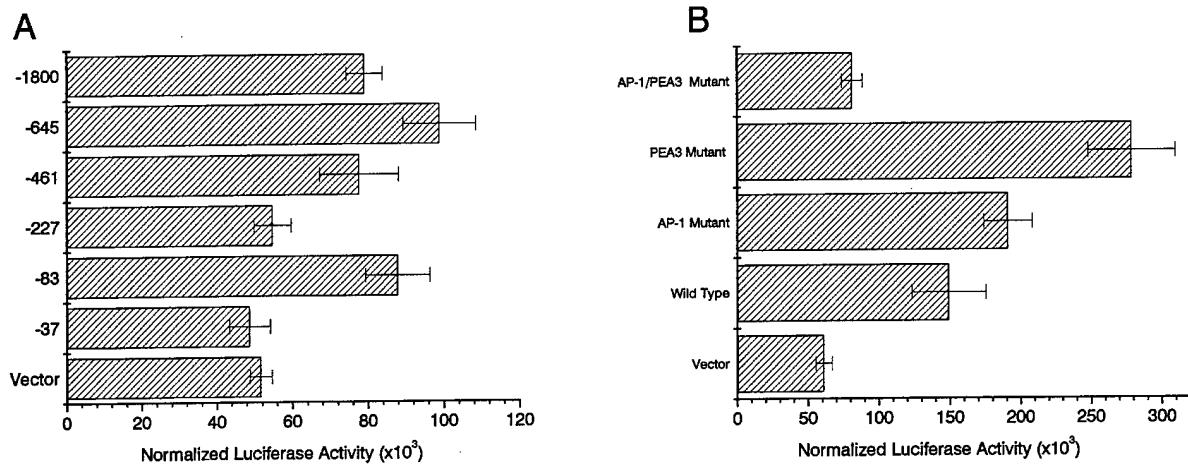 A
-1800
-645
-461
-227
-83
-37
Vector
0 20 40 60 80 100 120
Normalized Luciferase Activity (x10³)
B
AP-1/PEA3 Mutant
PEA3 Mutant
AP-1 Mutant
Wild Type
Vector
0 50 100 150 200 250 300
Normalized Luciferase Activity (x10³)